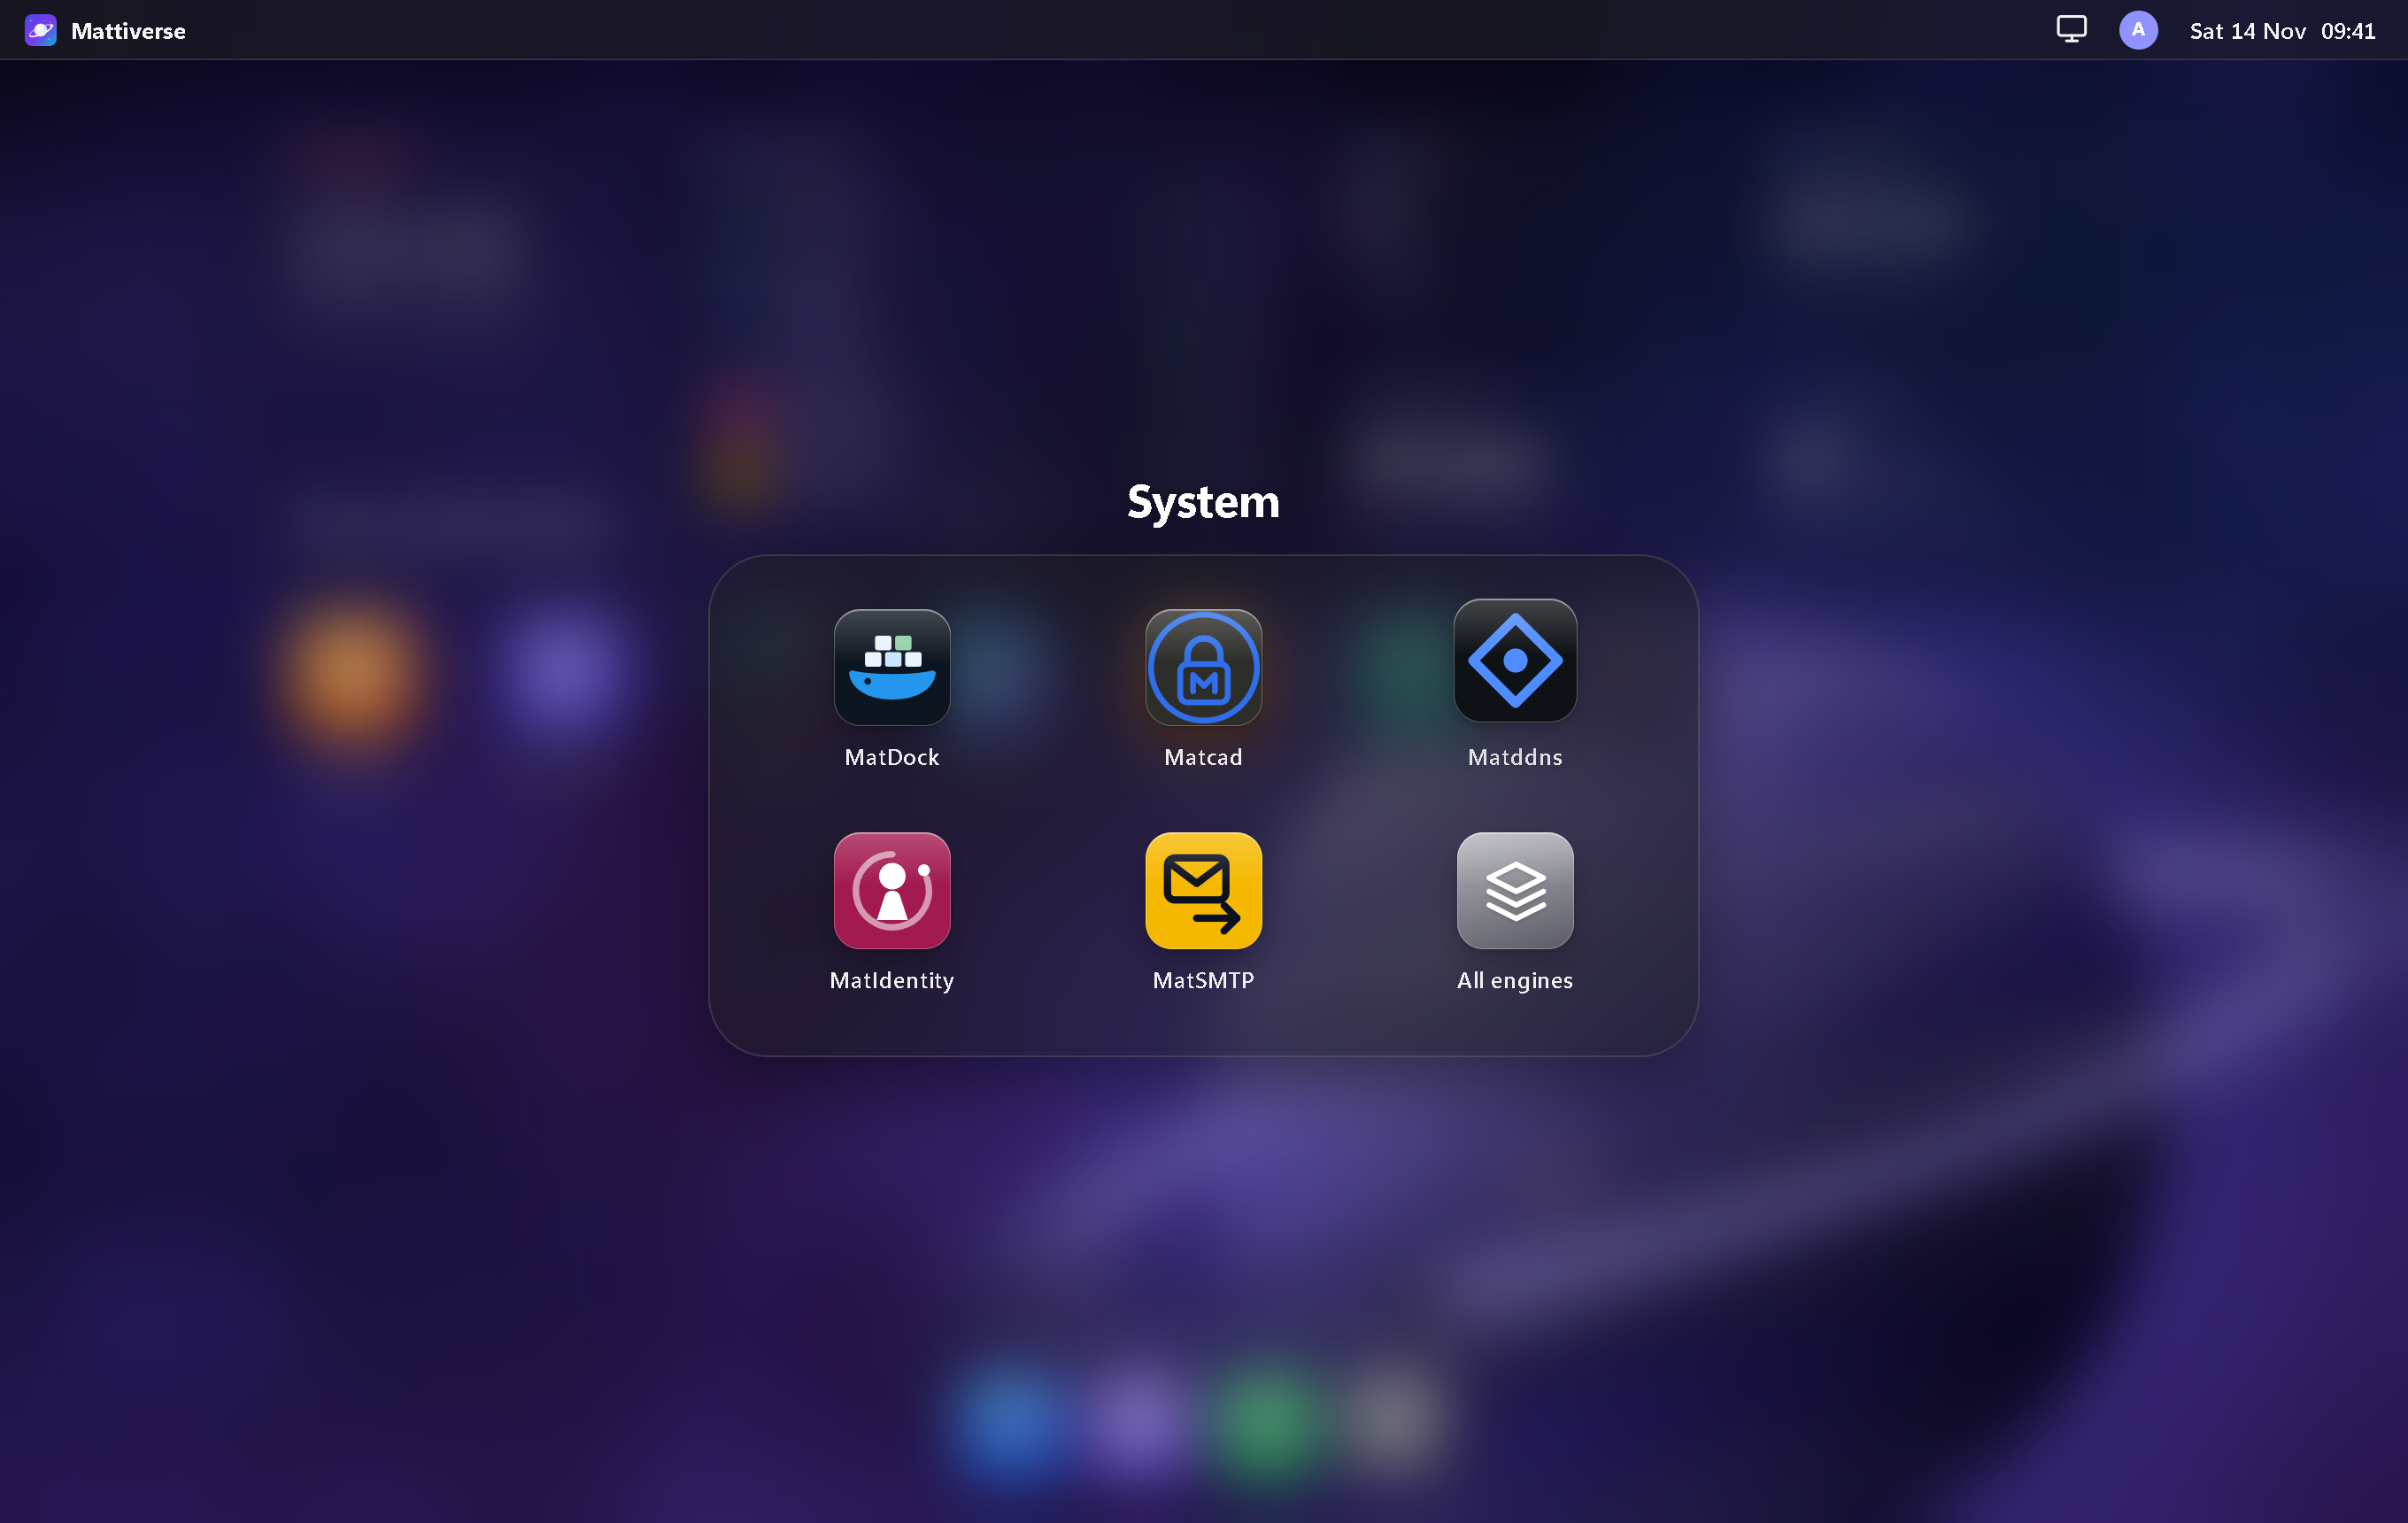 Mattiverse
A
Sat 14 Nov 09:41
System
MatDock
Matcad
Matddns
MatIdentity
MatSMTP
All engines